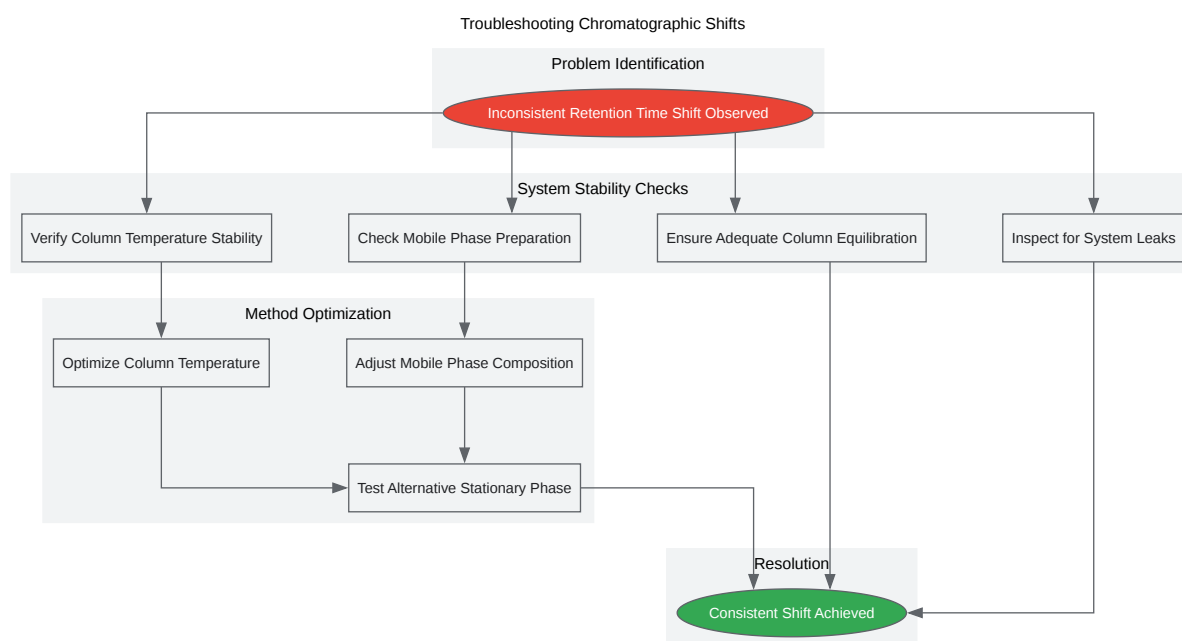 Troubleshooting Chromatographic Shifts
Problem Identification
Inconsistent Retention Time Shift Observed
System Stability Checks
Verify Column Temperature Stability
Check Mobile Phase Preparation
Ensure Adequate Column Equilibration
Inspect for System Leaks
Method Optimization
Optimize Column Temperature
Adjust Mobile Phase Composition
Test Alternative Stationary Phase
Resolution
Consistent Shift Achieved